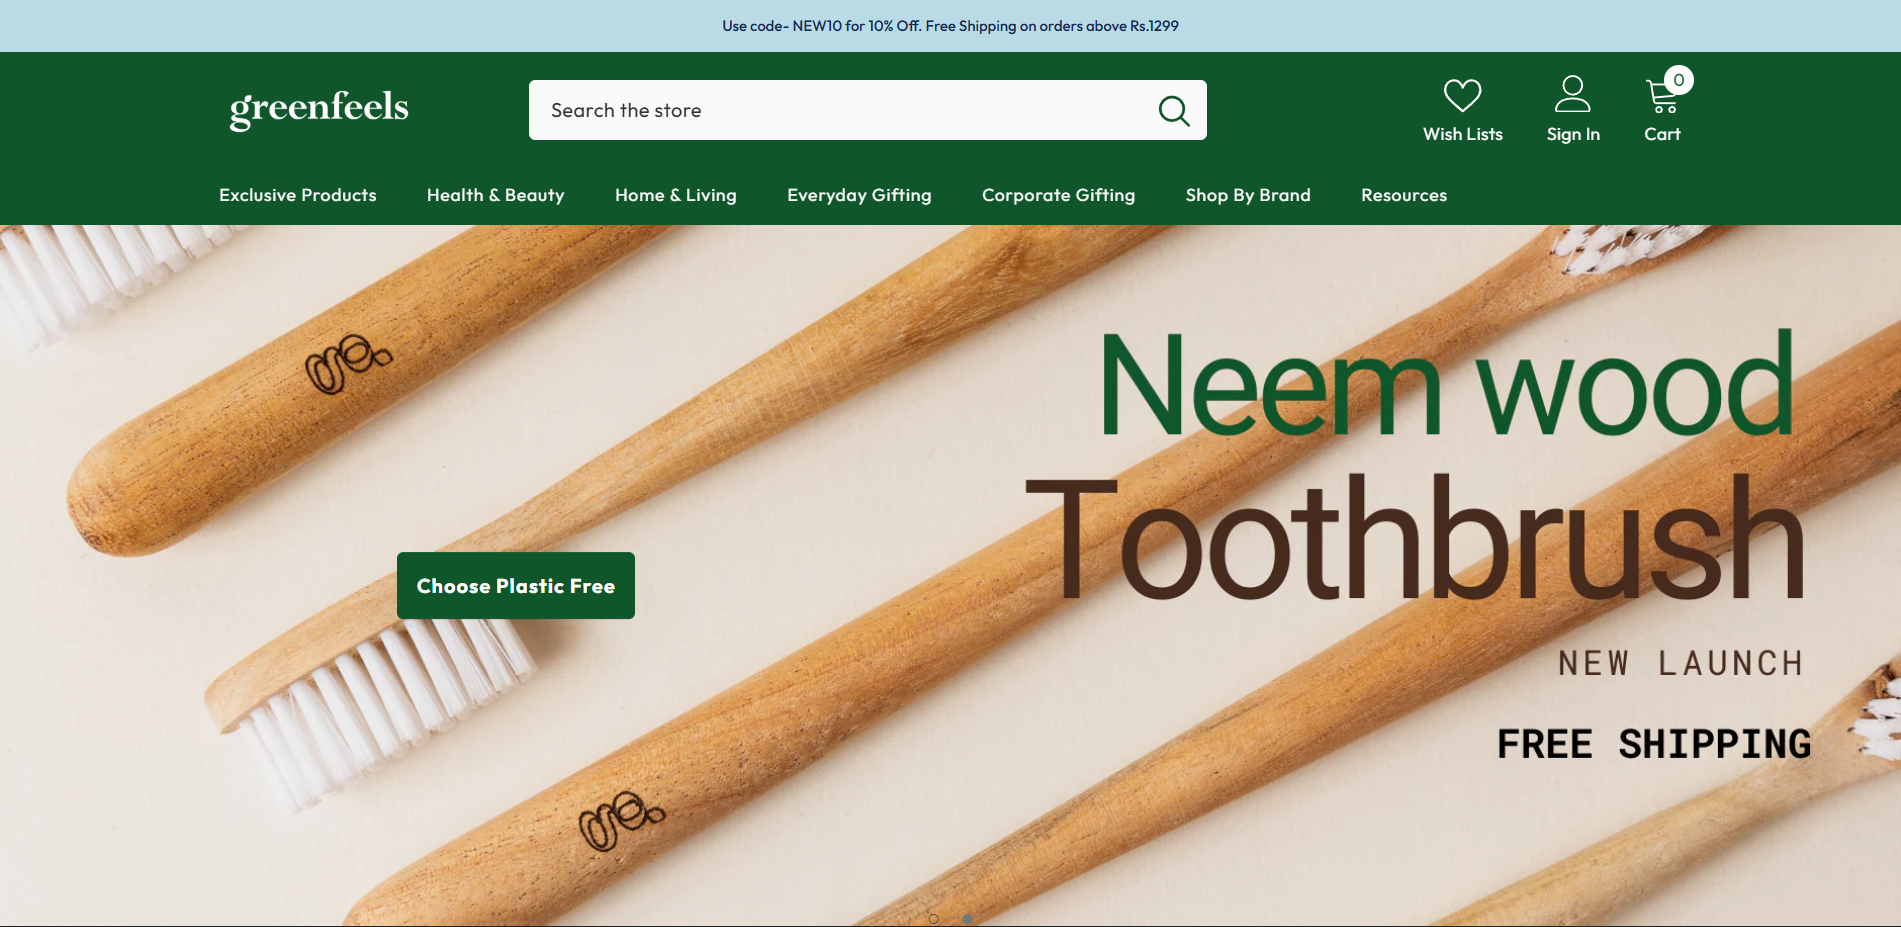 Use code- NEW10 for 10% Off. Free Shipping on orders above Rs.1299
greenfeels
Search the store
Wish Lists
Sign In
0
Cart
Exclusive Products
Health & Beauty
Home & Living
Everyday Gifting
Corporate Gifting
Shop By Brand
Resources
Neem wood
Toothbrush
Choose Plastic Free
NEW LAUNCH
FREE SHIPPING